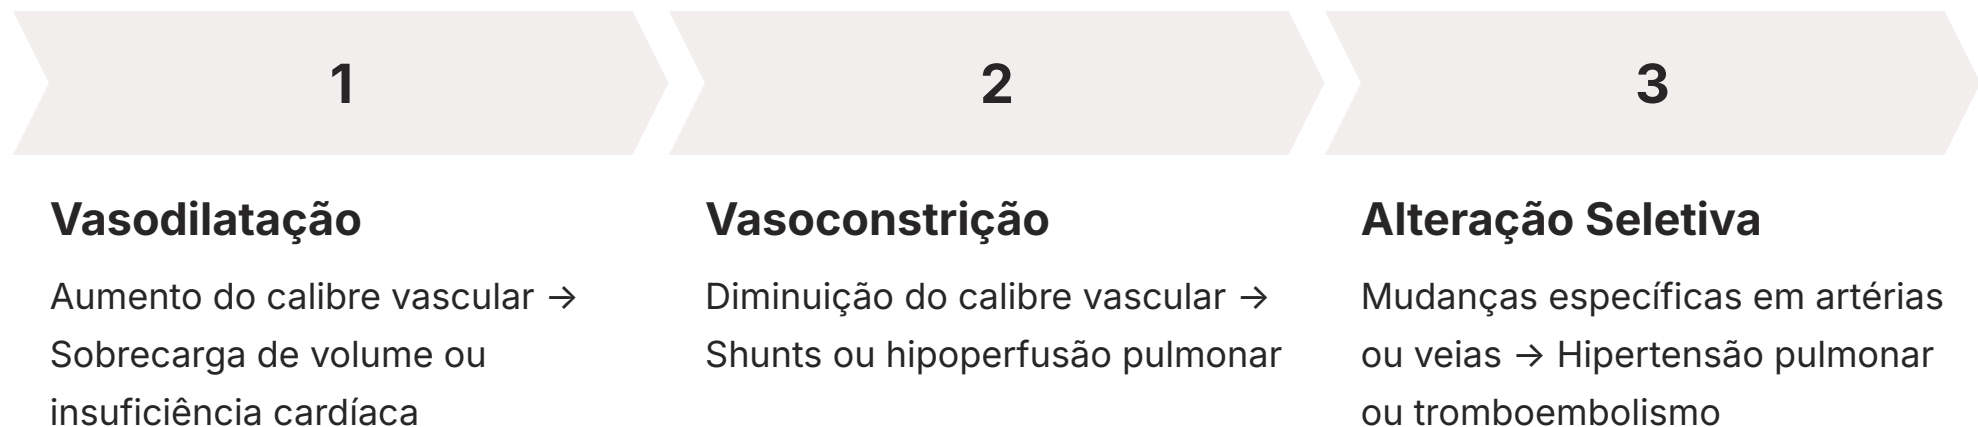 1
2
3
Vasodilatação
Aumento do calibre vascular →
Sobrecarga de volume ou
insuficiência cardíaca
Vasoconstrição
Diminuição do calibre vascular →
Shunts ou hipoperfusão pulmonar
Alteração Seletiva
Mudanças específicas em artérias
ou veias → Hipertensão pulmonar
ou tromboembolismo